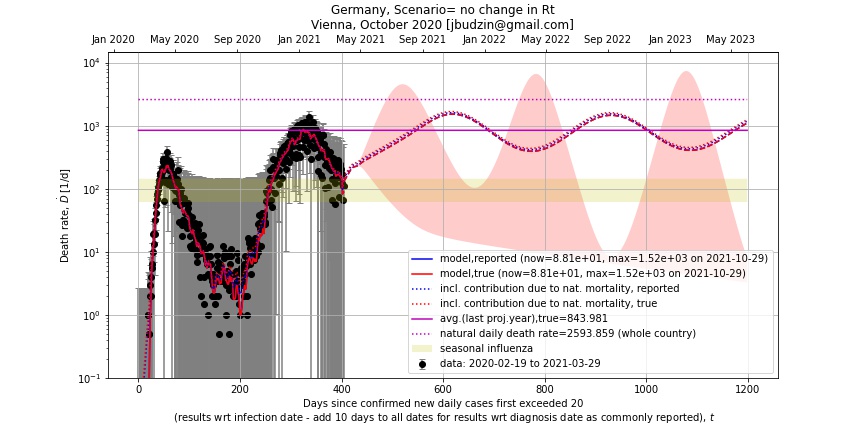 Germany, Scenario= no change in Rt
Vienna, October 2020 [jbudzin@gmail.com]
Jan 2020 May 2020 Sep 2020 Jan 2021 May 2021 Sep 2021 Jan 2022 May 2022 Sep 2022 Jan 2023 May 2023
Death rate, Ḋ [1/d]
10⁴
10³
10²
10¹
10⁰
10⁻¹
model,reported (now=8.81e+01, max=1.52e+03 on 2021-10-29)
model,true (now=8.81e+01, max=1.52e+03 on 2021-10-29)
incl. contribution due to nat. mortality, reported
incl. contribution due to nat. mortality, true
avg.(last proj.year),true=843.981
natural daily death rate=2593.859 (whole country)
seasonal influenza
data: 2020-02-19 to 2021-03-29
0 200 400 600 800 1000 1200
Days since confirmed new daily cases first exceeded 20
(results wrt infection date - add 10 days to all dates for results wrt diagnosis date as commonly reported), t